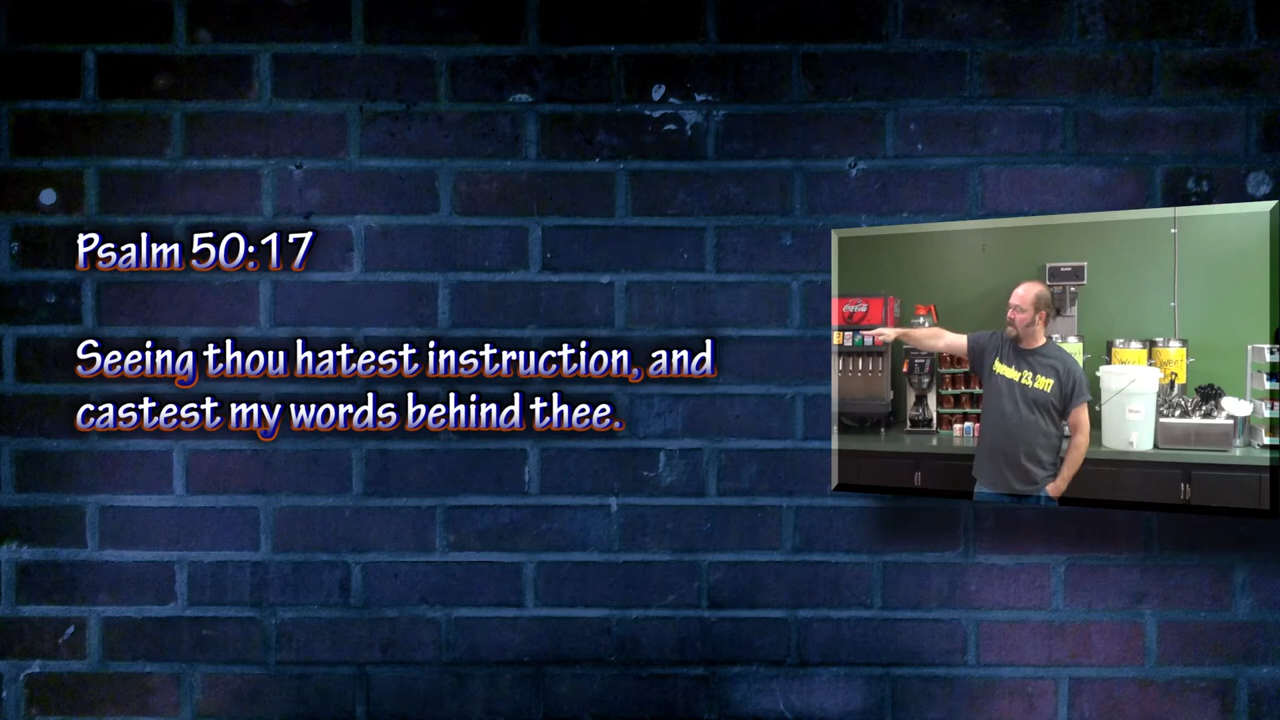 Psalm 50:17
Seeing thou hatest instruction, and
castest my words behind thee.
Coca-Cola
September 23, 2017
SWEET
SWEET